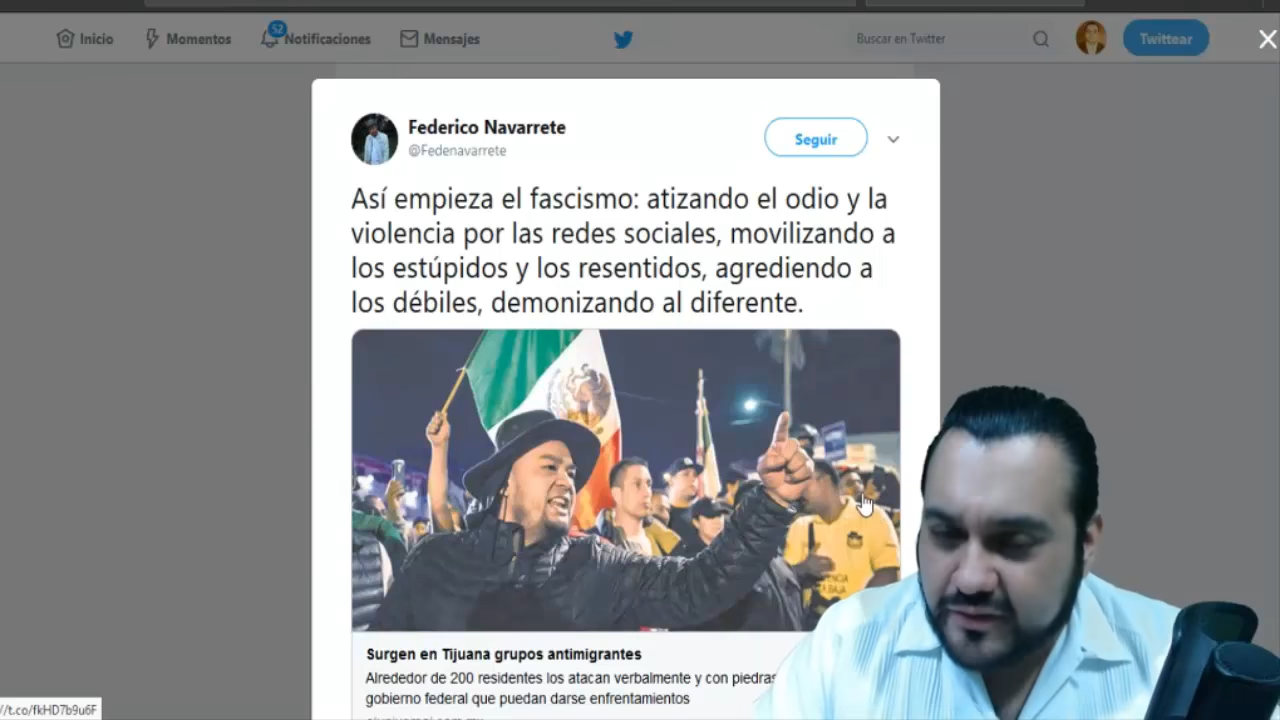 Inicio
Momentos
52
Notificaciones
Mensajes
Buscar en Twitter
Twittear
Federico Navarrete
@Fedenavarrete
Seguir
Así empieza el fascismo: atizando el odio y la
violencia por las redes sociales, movilizando a
los estúpidos y los resentidos, agrediendo a
los débiles, demonizando al diferente.
Surgen en Tijuana grupos antimigrantes
Alrededor de 200 residentes los atacan verbalmente y con piedras
gobierno federal que puedan darse enfrentamientos
//t.co/fkHD7b9u6F